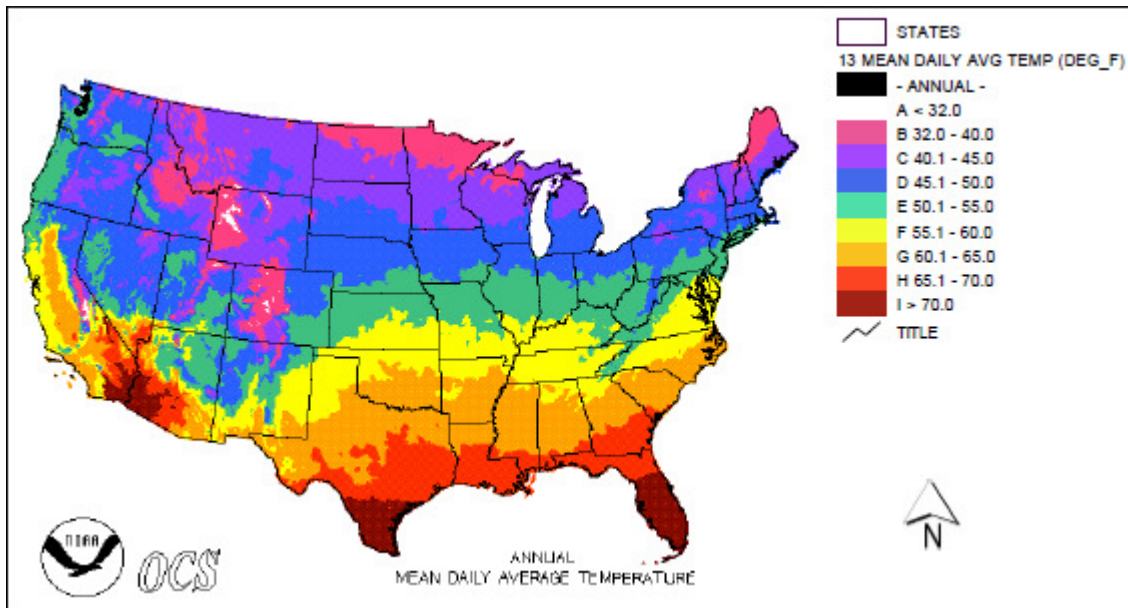 STATES
13 MEAN DAILY AVG TEMP (DEG_F)
- ANNUAL -
A < 32.0
B 32.0 - 40.0
C 40.1 - 45.0
D 45.1 - 50.0
E 50.1 - 55.0
F 55.1 - 60.0
G 60.1 - 65.0
H 65.1 - 70.0
I > 70.0
TITLE
N
NOAA
OCS
ANNUAL
MEAN DAILY AVERAGE TEMPERATURE